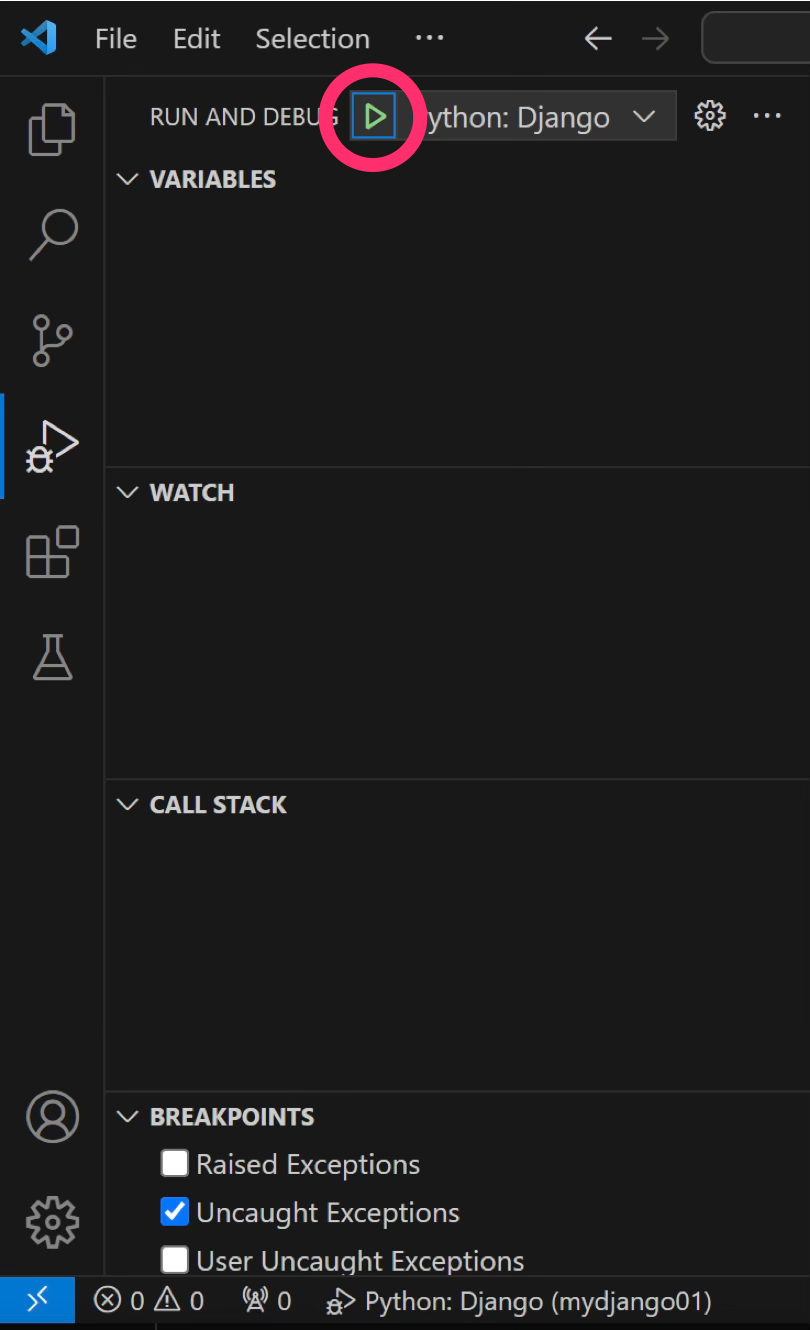 File Edit Selection ···
RUN AND DEBUG ython: Django
VARIABLES
WATCH
CALL STACK
BREAKPOINTS
Raised Exceptions
Uncaught Exceptions
User Uncaught Exceptions
0 0 0 Python: Django (mydjango01)